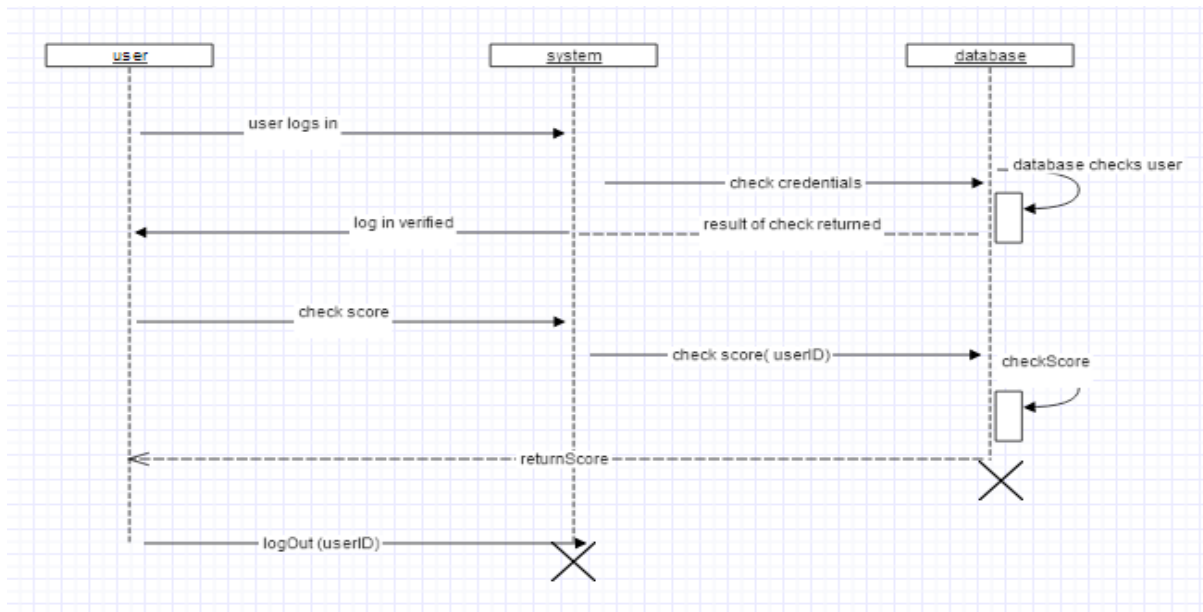 user
system
database
user logs in
database checks user
check credentials
log in verified
result of check returned
check score
check score( userID)
checkScore
returnScore
logOut (userID)